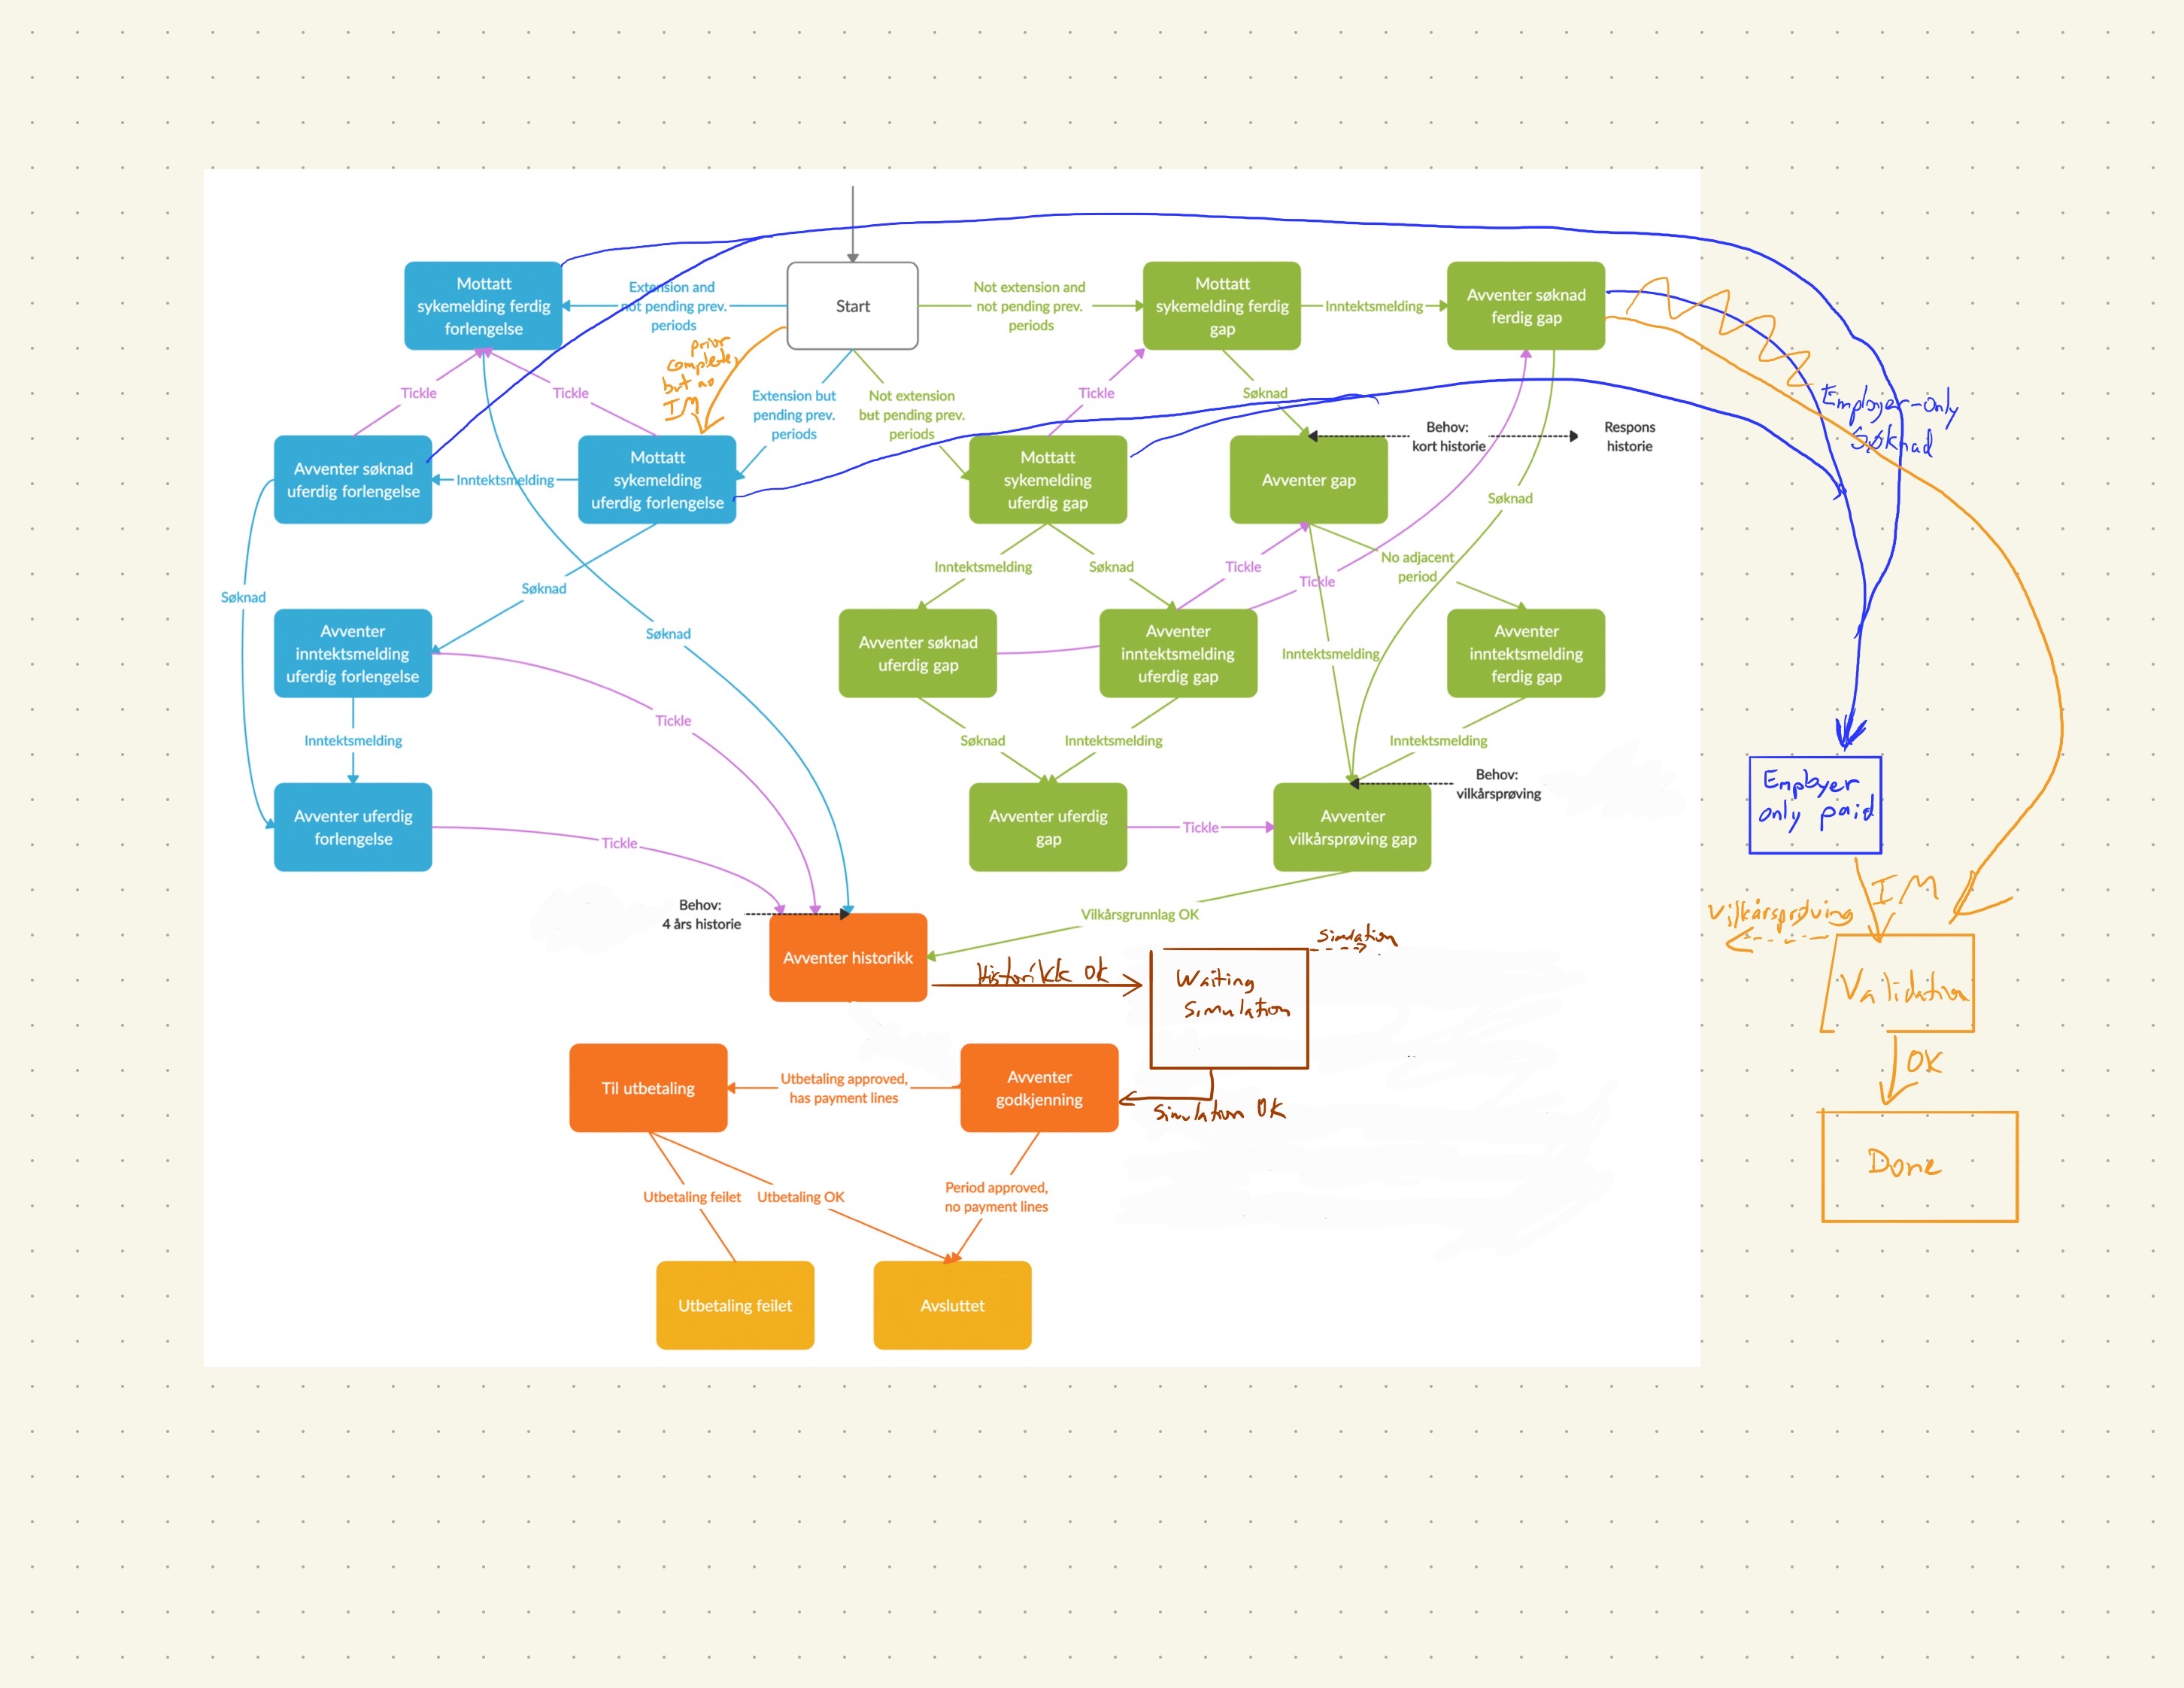 Mottatt
sykemelding ferdig
forlengelse
Extension and
not pending prev.
periods
Start
Not extension and
not pending prev.
periods
Mottatt
sykemelding ferdig
gap
Inntektsmelding
Avventer søknad
ferdig gap
prior
complete,
but no
IM
Tickle
Tickle
Extension but
pending prev.
periods
Not extension
but pending prev.
periods
Tickle
Søknad
Employer-only
Søknad
Avventer søknad
uferdig forlengelse
Inntektsmelding
Mottatt
sykemelding
uferdig forlengelse
Mottatt
sykemelding
uferdig gap
Avventer gap
Behov:
kort historie
Respons
historie
Søknad
Søknad
Søknad
Inntektsmelding
Søknad
Tickle
Tickle
No adjacent
period
Avventer
inntektsmelding
uferdig forlengelse
Søknad
Avventer søknad
uferdig gap
Avventer
inntektsmelding
uferdig gap
Inntektsmelding
Avventer
inntektsmelding
ferdig gap
Inntektsmelding
Tickle
Søknad
Inntektsmelding
Inntektsmelding
Avventer uferdig
forlengelse
Tickle
Avventer uferdig
gap
Tickle
Avventer
vilkårsprøving gap
Behov:
vilkårsprøving
Employer
only paid
Behov:
4 års historie
Vilkårsgrunnlag OK
IM
Vilkårsprøving
Avventer historikk
Historikk Ok
Waiting
Simulation
Simulation
Validation
OK
Til utbetaling
Utbetaling approved,
has payment lines
Avventer
godkjenning
Simulation OK
Done
Utbetaling feilet
Utbetaling OK
Period approved,
no payment lines
Utbetaling feilet
Avsluttet